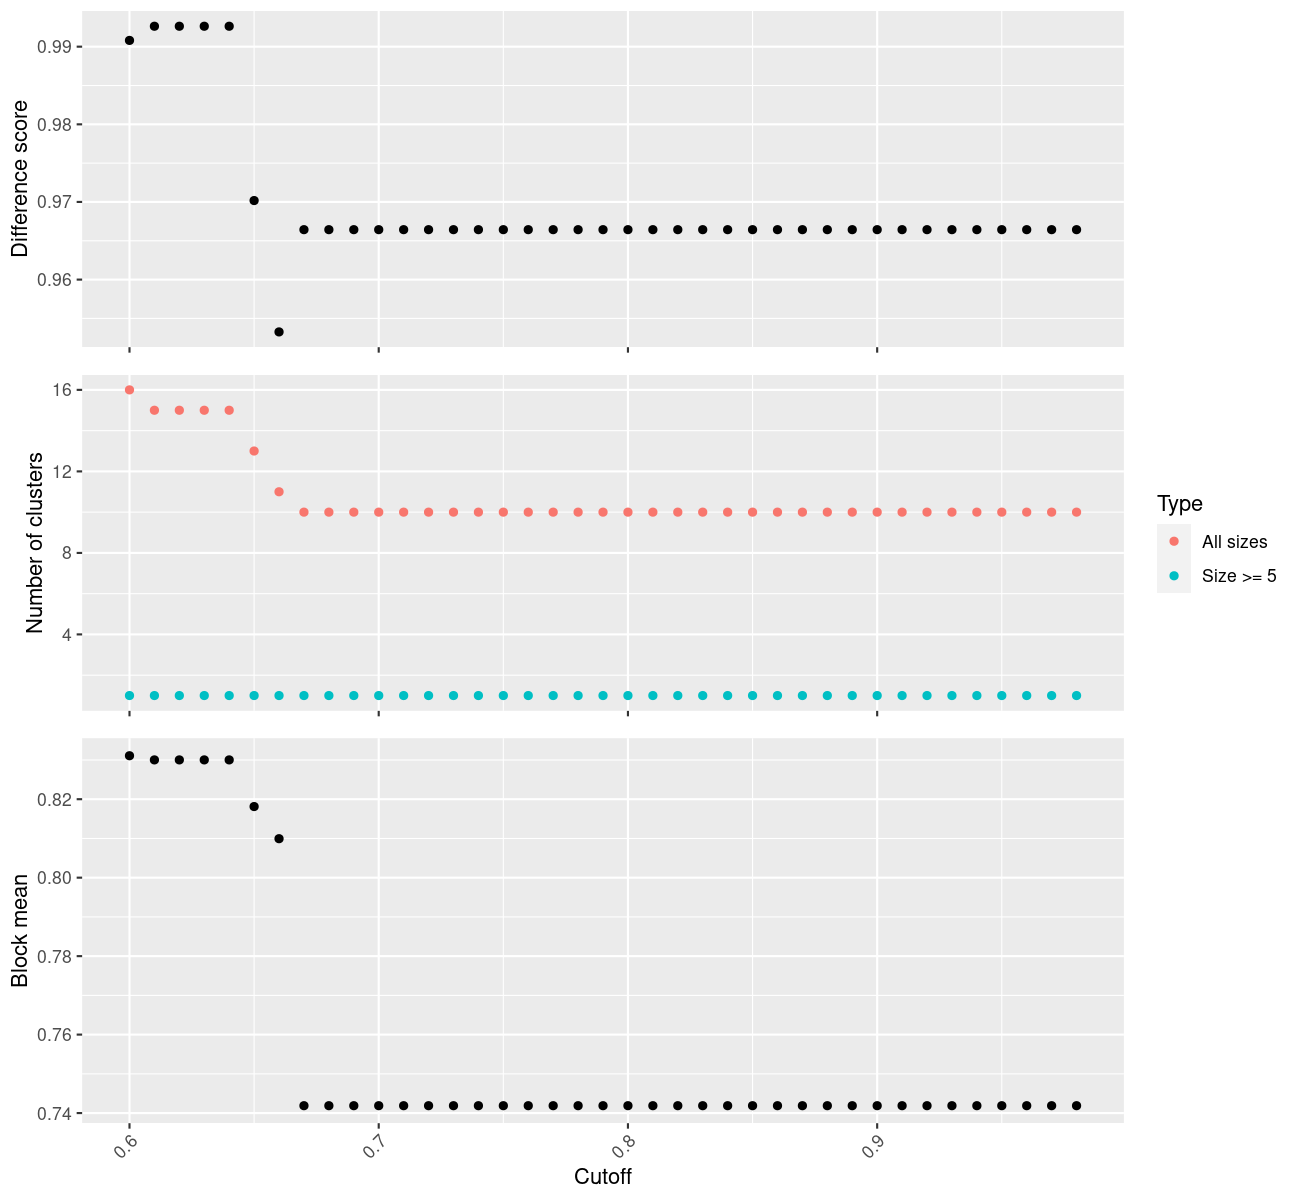 Difference score
0.99
0.98
0.97
0.96
Number of clusters
16
12
8
4
Type
All sizes
Size >= 5
Block mean
0.82
0.80
0.78
0.76
0.74
0.6
0.7
0.8
0.9
Cutoff